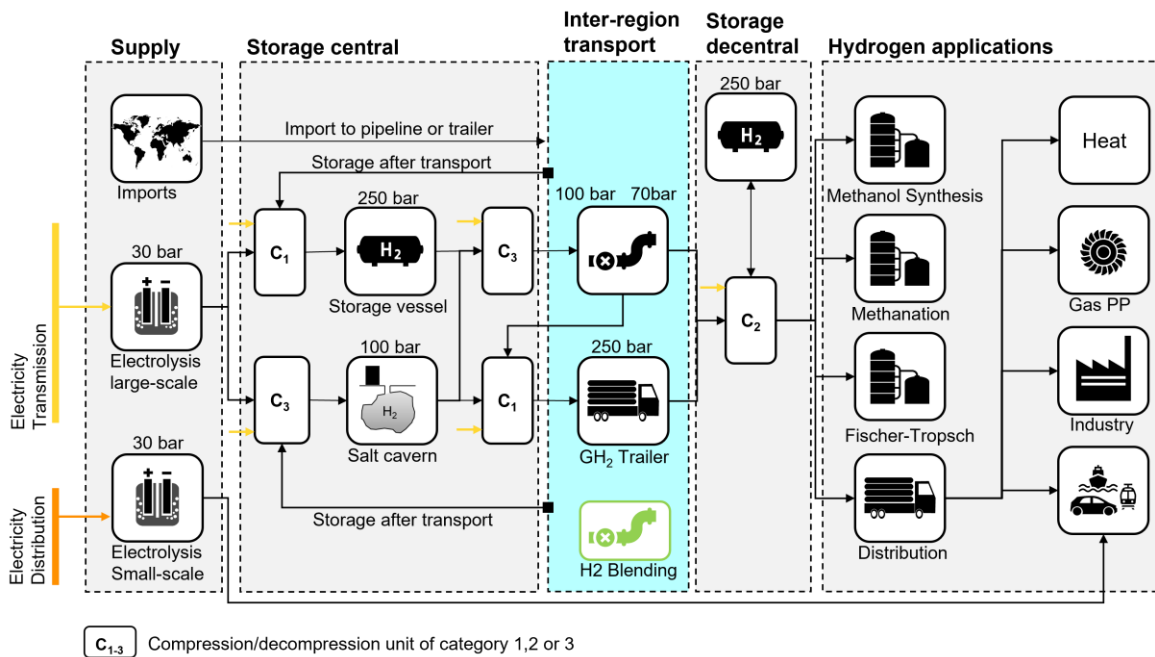 Supply
Storage central
Inter-region
transport
Storage
decentral
Hydrogen applications
Imports
Import to pipeline or trailer
Storage after transport
30 bar
Electrolysis
large-scale
30 bar
Electrolysis
Small-scale
Electricity
Transmission
Electricity
Distribution
C1
250 bar
H2
Storage vessel
C3
C3
100 bar
H2
Salt cavern
C1
Storage after transport
100 bar
70bar
250 bar
GH2 Trailer
H2 Blending
250 bar
H2
C2
Methanol Synthesis
Methanation
Fischer-Tropsch
Distribution
Heat
Gas PP
Industry
C1-3
Compression/decompression unit of category 1,2 or 3